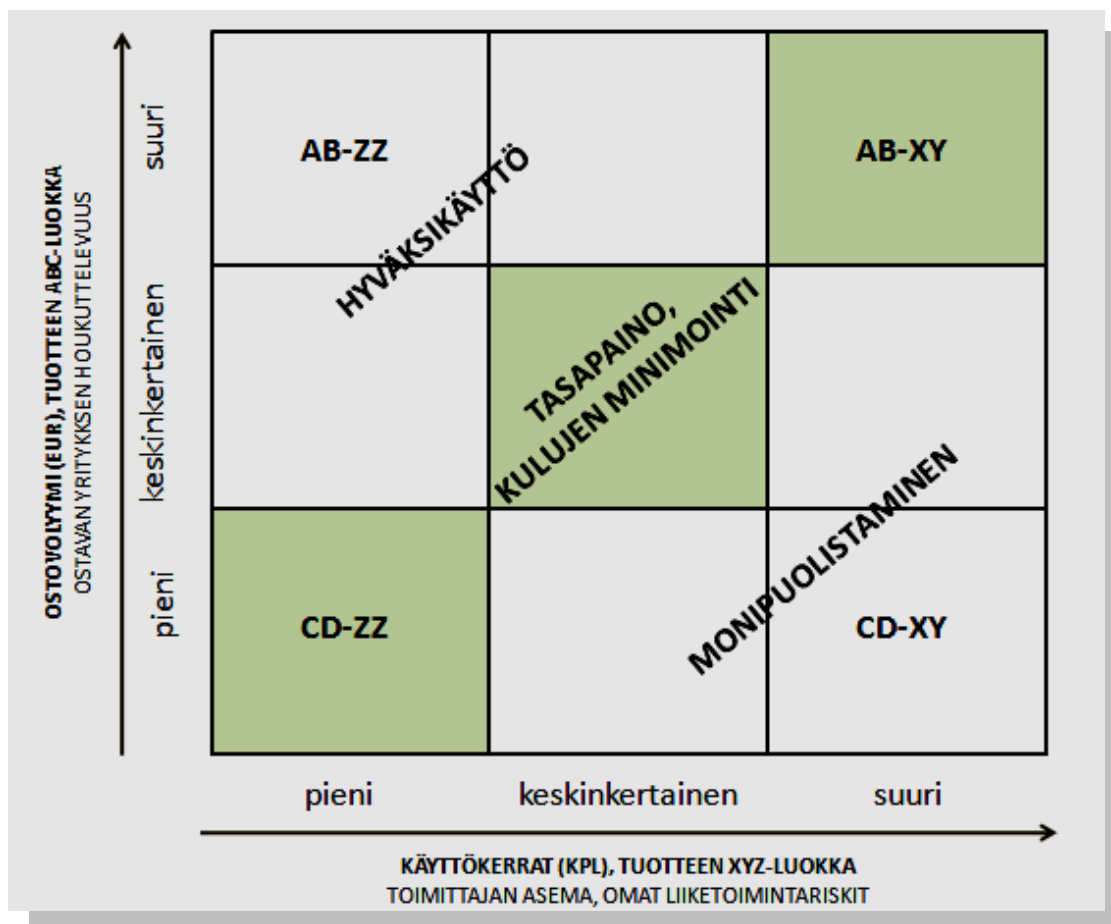 OSTOVOLYYMI (EUR), TUOTTEEN ABC-LUOKKA
OSTAVAN YRITYKSEN HOUKUTTELEVUUS
suuri
keskinkertainen
pieni
AB-ZZ
AB-XY
HYVÄKSIKÄYTTÖ
TASAPAINO,
KULUJEN MINIMOINTI
MONIPUOLISTAMINEN
CD-ZZ
CD-XY
pieni
keskinkertainen
suuri
KÄYTTÖKERRAT (KPL), TUOTTEEN XYZ-LUOKKA
TOIMITTAJAN ASEMA, OMAT LIIKETOIMINTARISKIT